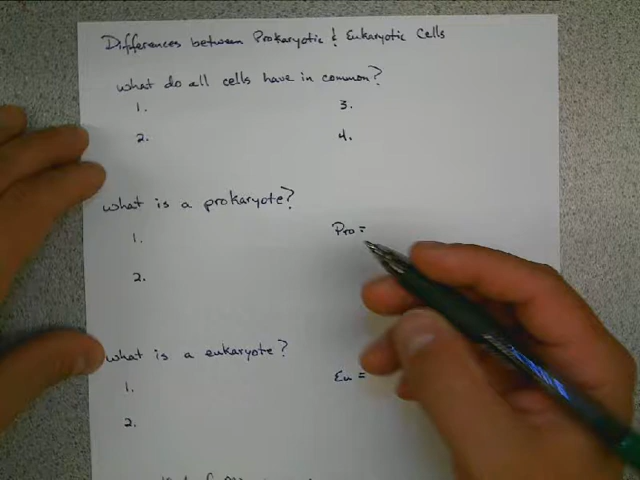 Differences between Prokaryotic & Eukaryotic Cells
What do all cells have in common?
1. 3.
2. 4.
What is a prokaryote?
1. Pro =
2.
What is a eukaryote?
1. Eu =
2.